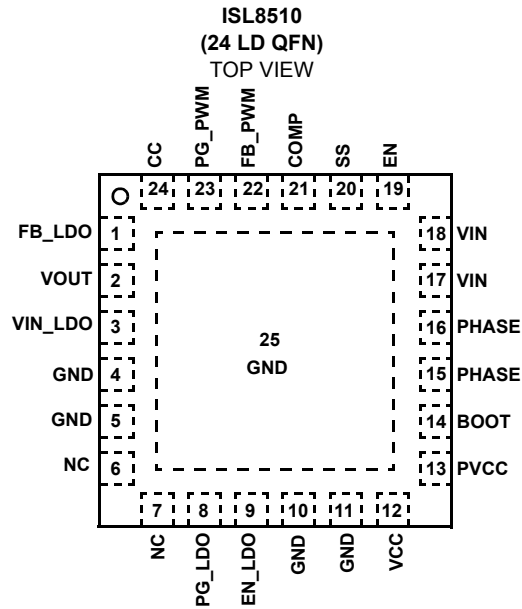 ISL8510
(24 LD QFN)
TOP VIEW
CC
PG_PWM
FB_PWM
COMP
SS
EN
24 23 22 21 20 19
FB_LDO 1
VOUT 2
VIN_LDO 3
GND 4
GND 5
NC 6
18 VIN
17 VIN
16 PHASE
15 PHASE
14 BOOT
13 PVCC
25
GND
7 8 9 10 11 12
NC
PG_LDO
EN_LDO
GND
GND
VCC